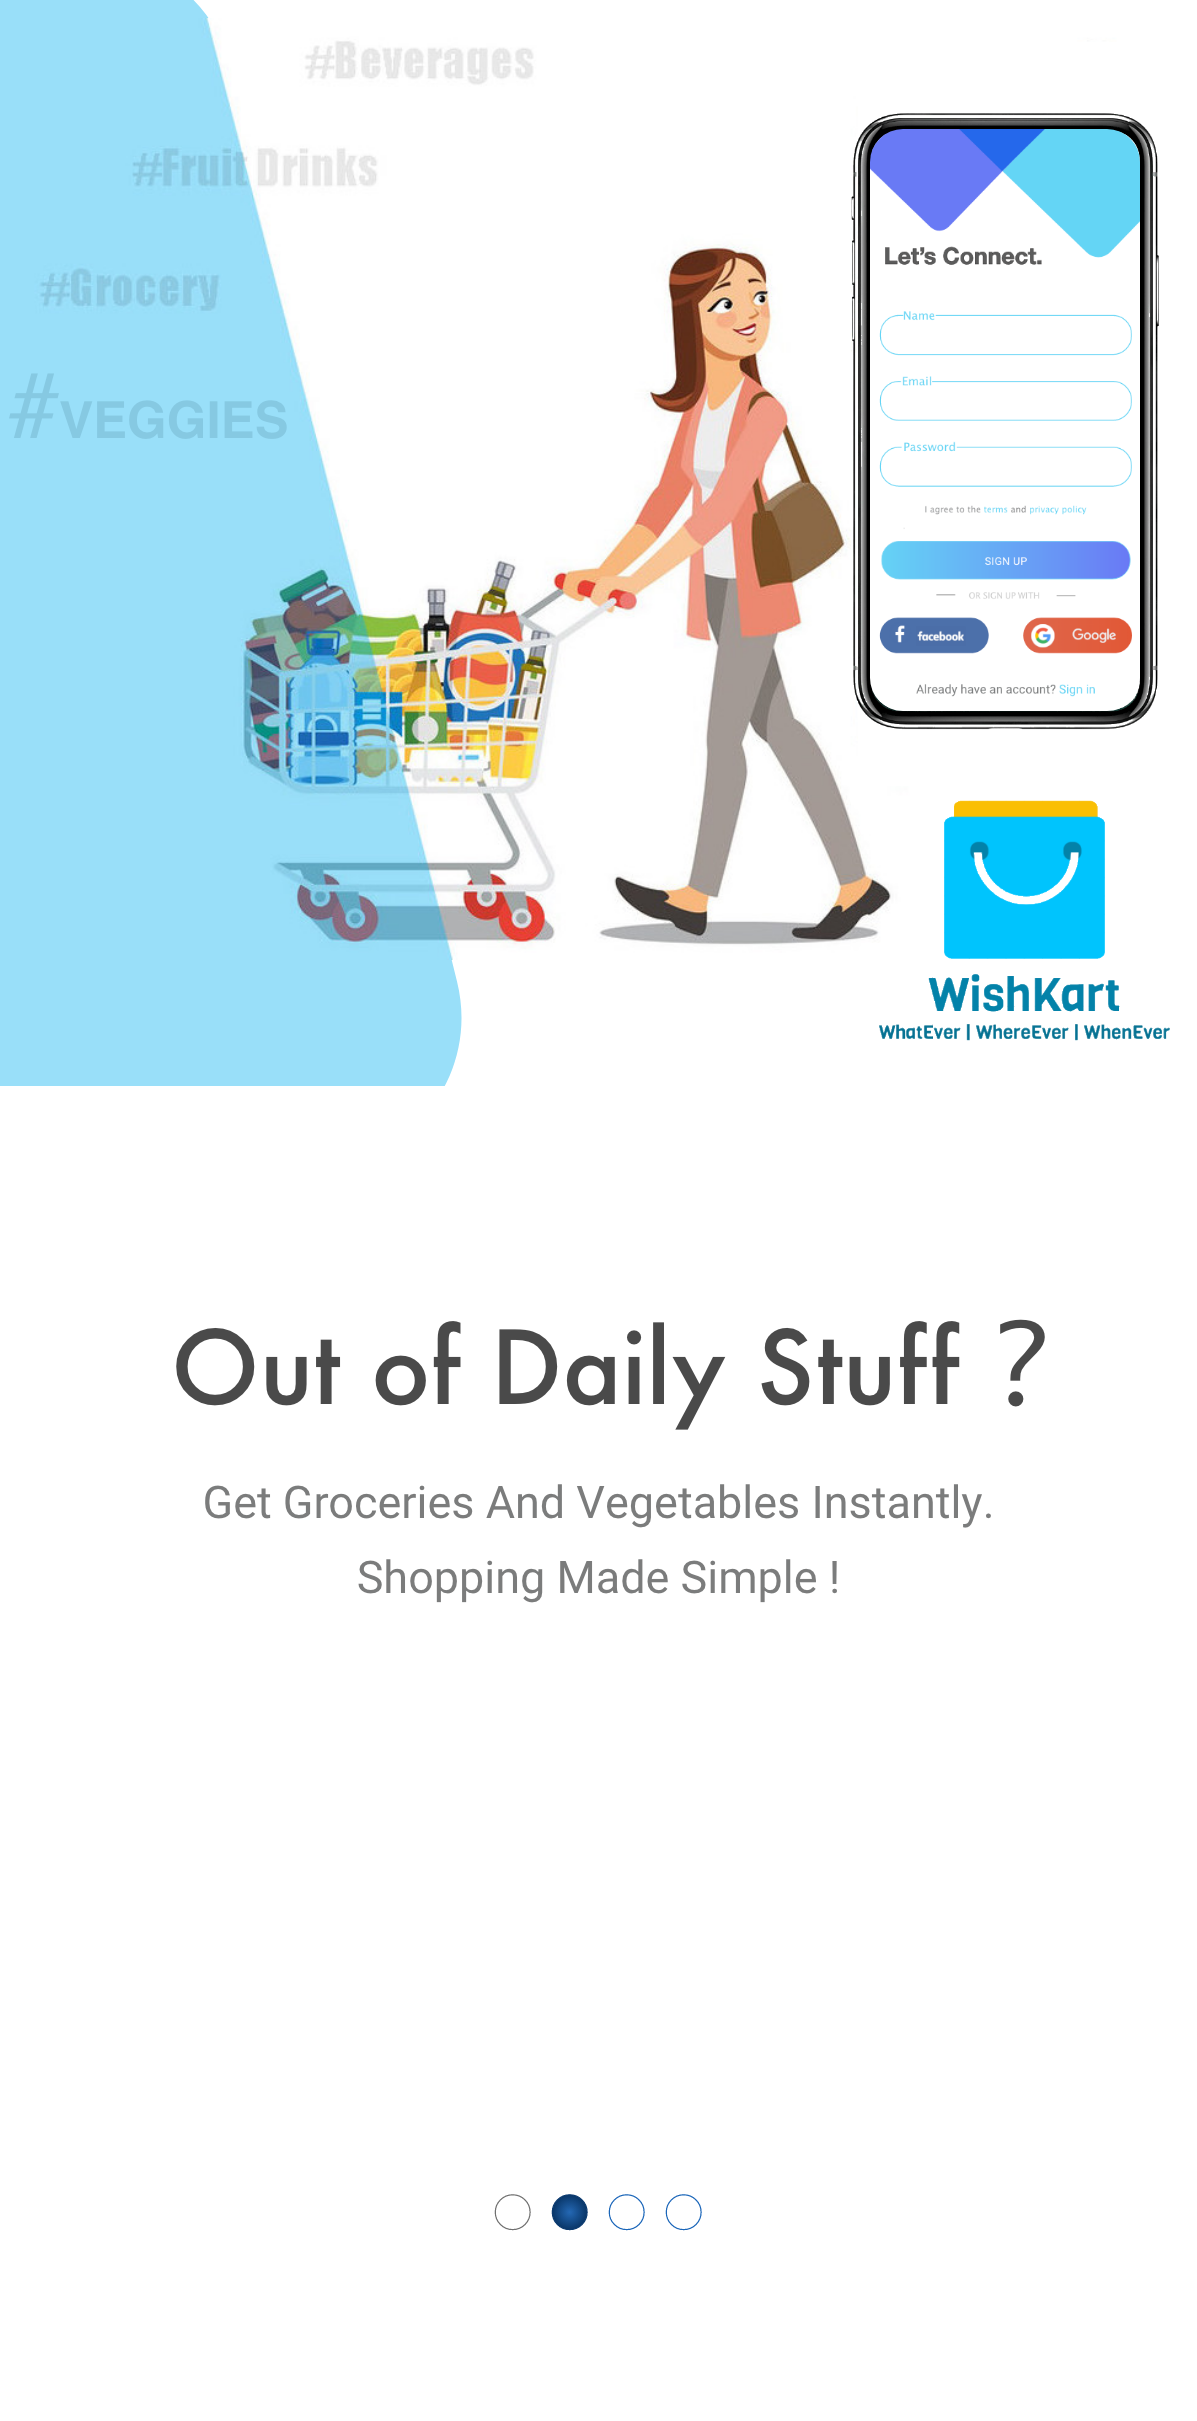 #Beverages
#Fruit Drinks
#Grocery
#VEGGIES
Let's Connect.
Name
Email
Password
I agree to the terms and privacy policy
SIGN UP
OR SIGN UP WITH
f facebook
G Google
Already have an account? Sign in
WishKart
WhatEver | WhereEver | WhenEver
Out of Daily Stuff ?
Get Groceries And Vegetables Instantly.
Shopping Made Simple !